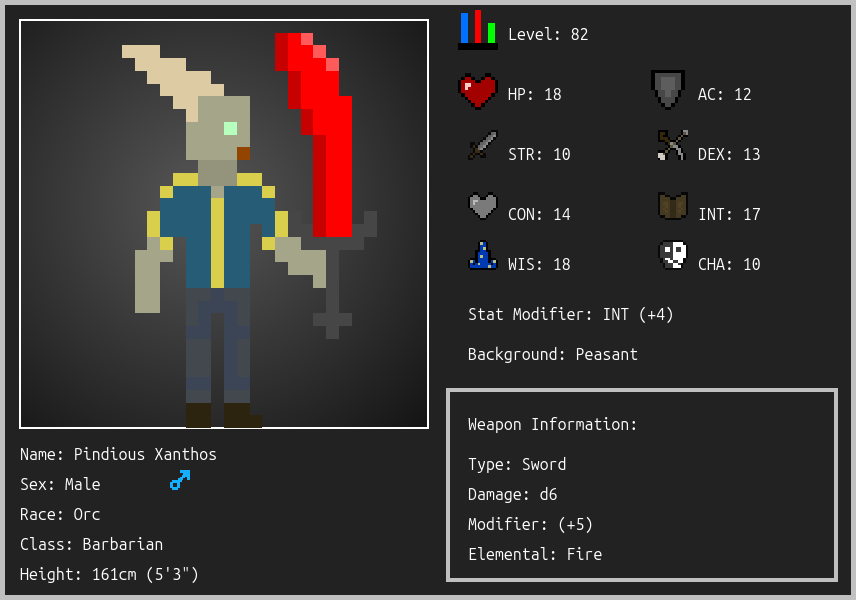 Level: 82
HP: 18
AC: 12
STR: 10
DEX: 13
CON: 14
INT: 17
WIS: 18
CHA: 10
Stat Modifier: INT (+4)
Background: Peasant
Weapon Information:
Type: Sword
Damage: d6
Modifier: (+5)
Elemental: Fire
Name: Pindious Xanthos
Sex: Male
Race: Orc
Class: Barbarian
Height: 161cm (5'3")